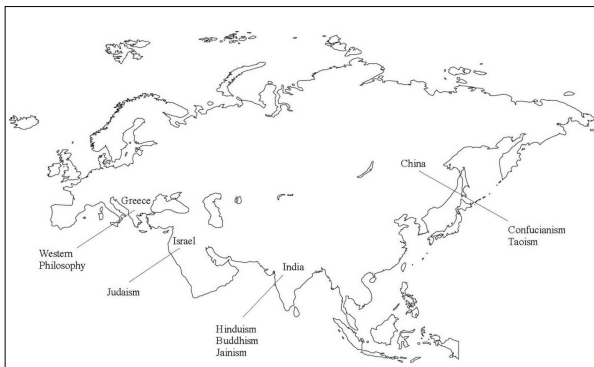 China
Greece
Confucianism
Taoism
Israel
Western
Philosophy
India
Judaism
Hinduism
Buddhism
Jainism